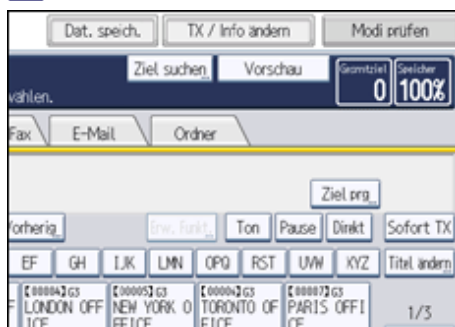 Dat. speich. TX / Info ändern Modi prüfen
Ziel suchen Vorschau Gesamtziel Speicher
wählen. 0 100%
Fax E-Mail Ordner
Ziel prg.
Vorherig. Erw. Funkt. Ton Pause Direkt Sofort TX
EF GH IJK LMN OPQ RST UVW XYZ Titel ändern
[00004]G3 [00005]G3 [00006]G3 [00007]G3
F LONDON OFF NEW YORK O TORONTO OF PARIS OFFI 1/3
ICE FFICE FICE CE